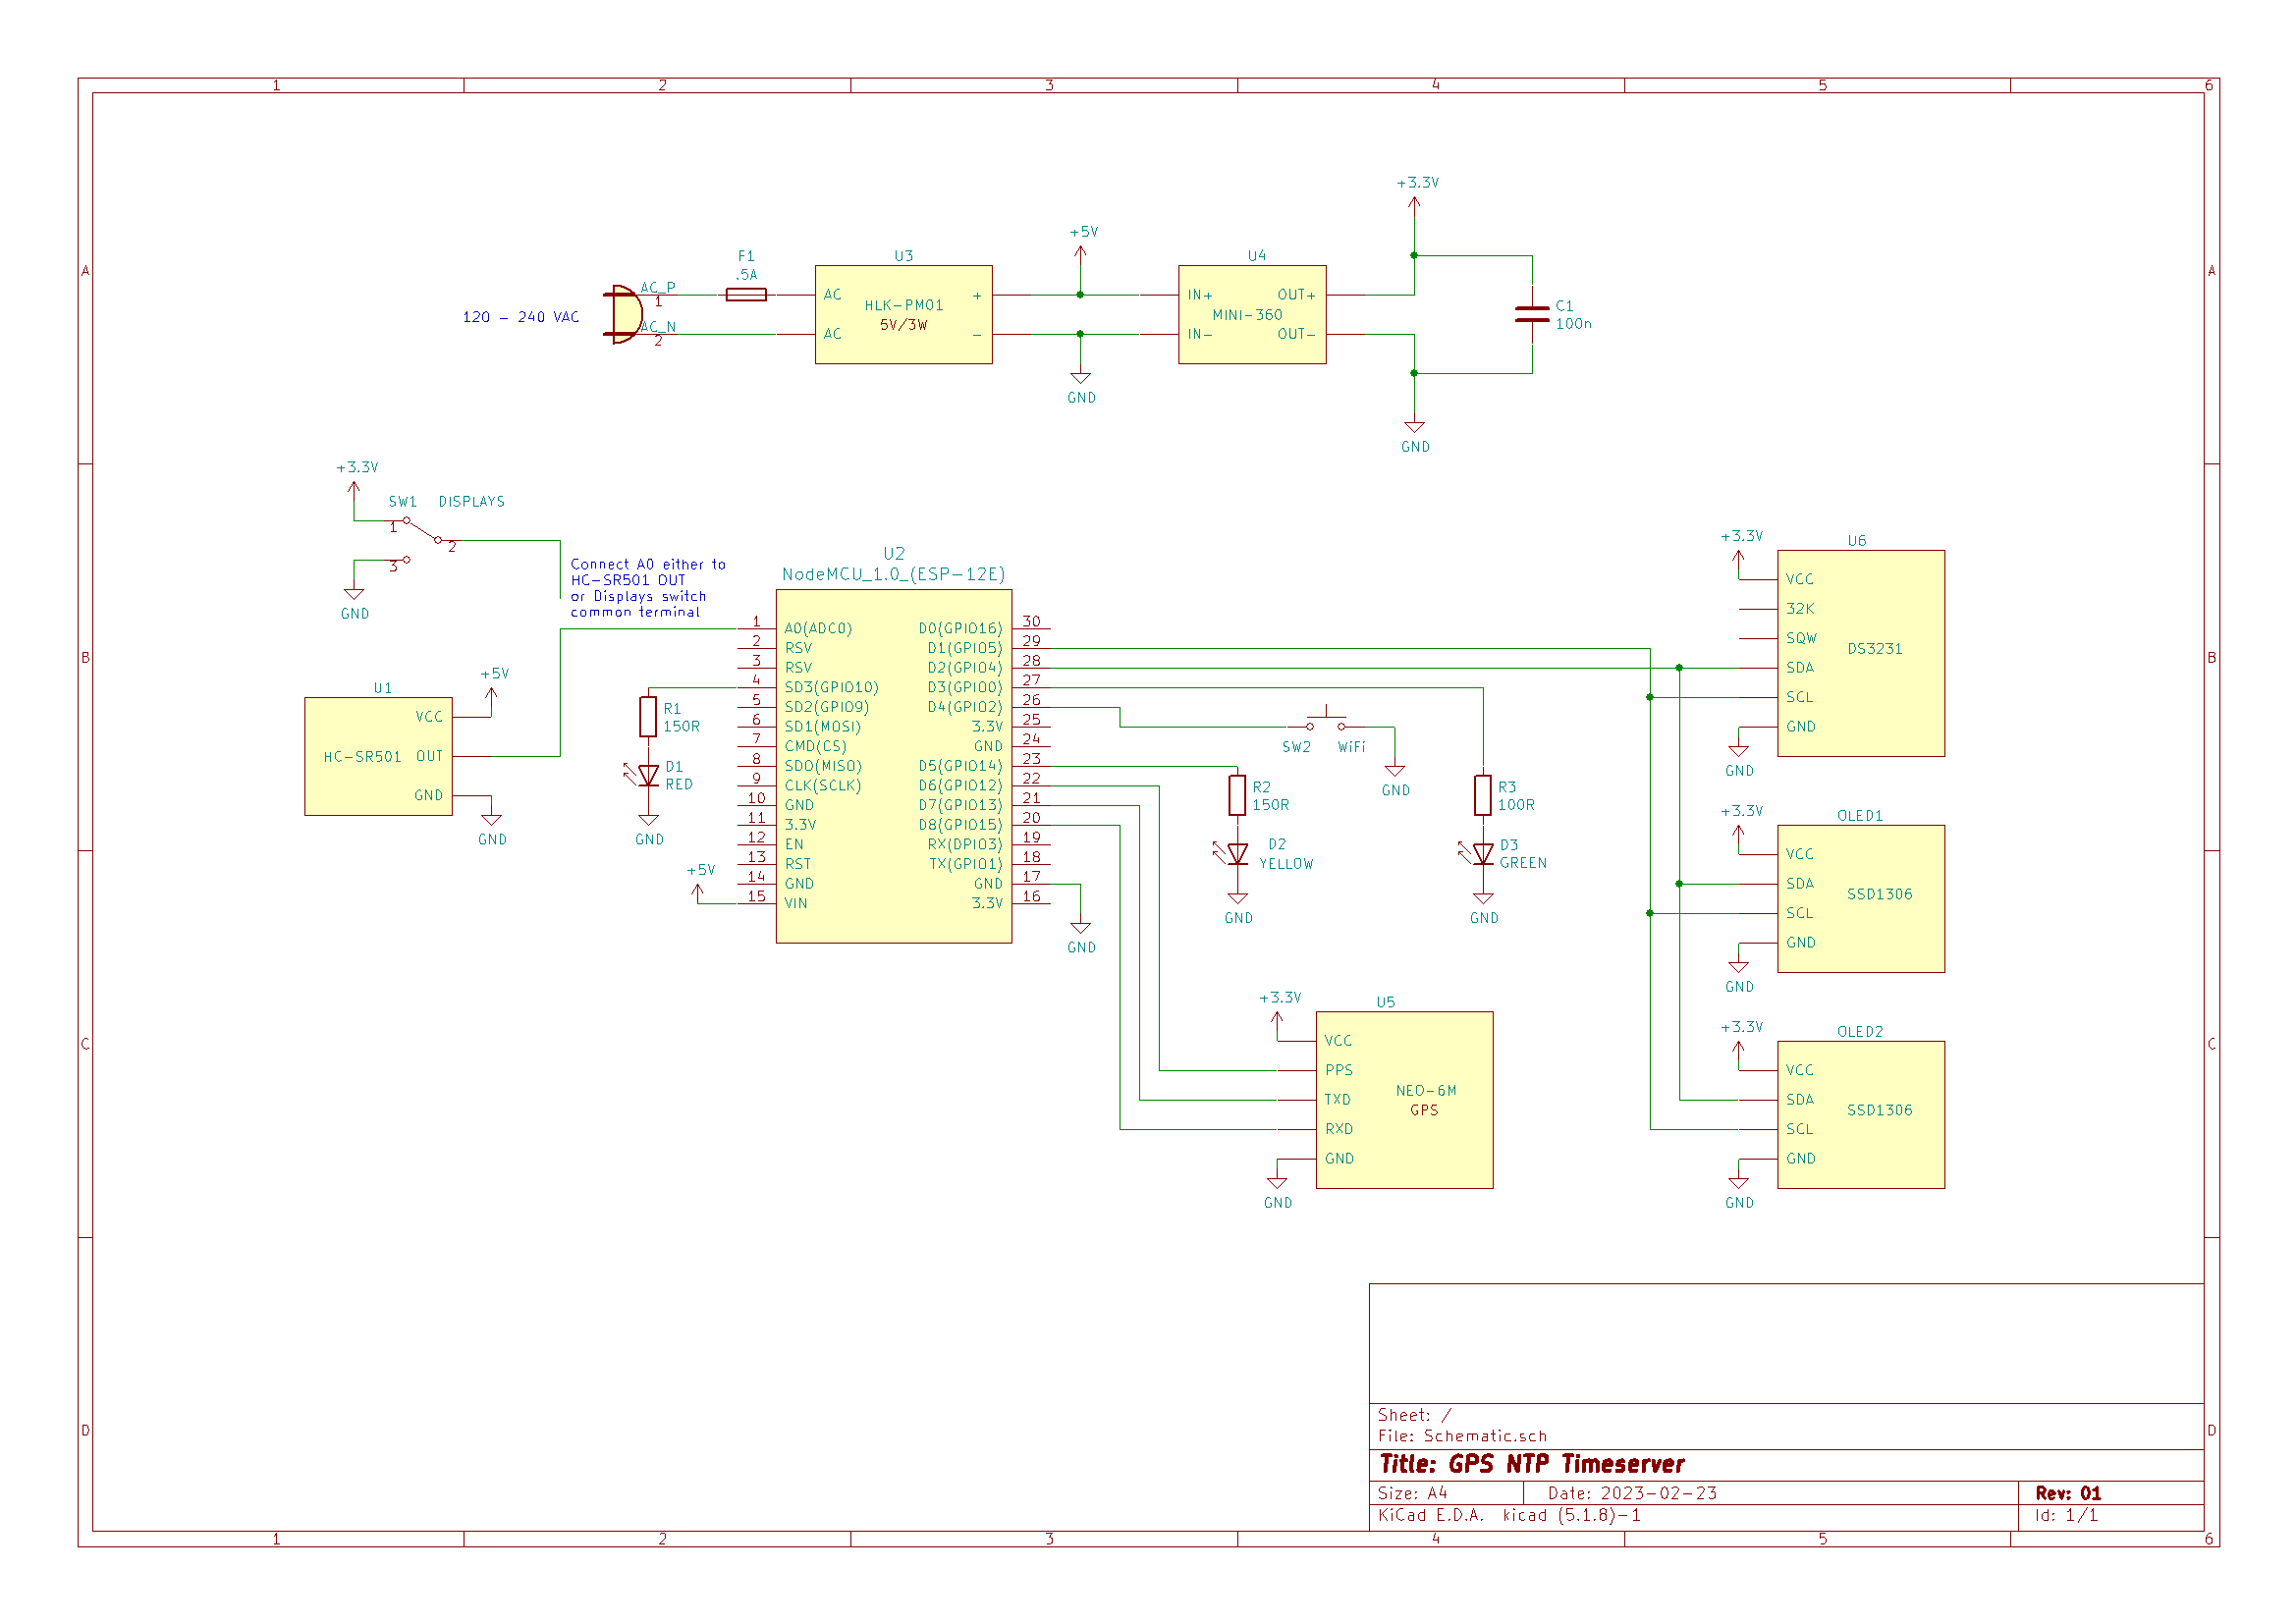 1 2 3 4 5 6
A A
B B
C C
D D
1 2 3 4 5 6
+3.3V
+5V
F1
.5A
U3
HLK-PM01
5V/3W
AC
AC
+
-
AC_P
1
AC_N
2
120 - 240 VAC
GND
U4
MINI-360
IN+
IN-
OUT+
OUT-
C1
100n
GND
+3.3V
SW1 DISPLAYS
1
2
3
GND
Connect A0 either to
HC-SR501 OUT
or Displays switch
common terminal
U1
HC-SR501
VCC
OUT
GND
+5V
GND
R1
150R
D1
RED
GND
+5V
U2
NodeMCU_1.0_(ESP-12E)
1 A0(ADC0)
2 RSV
3 RSV
4 SD3(GPIO10)
5 SD2(GPIO9)
6 SD1(MOSI)
7 CMD(CS)
8 SDO(MISO)
9 CLK(SCLK)
10 GND
11 3.3V
12 EN
13 RST
14 GND
15 VIN
D0(GPIO16) 30
D1(GPIO5) 29
D2(GPIO4) 28
D3(GPIO0) 27
D4(GPIO2) 26
3.3V 25
GND 24
D5(GPIO14) 23
D6(GPIO12) 22
D7(GPIO13) 21
D8(GPIO15) 20
RX(DPIO3) 19
TX(GPIO1) 18
GND 17
3.3V 16
GND
SW2 WiFi
GND
R2
150R
D2
YELLOW
GND
R3
100R
D3
GREEN
GND
+3.3V
U5
VCC
PPS
TXD
RXD
GND
NEO-6M
GPS
GND
+3.3V
U6
VCC
32K
SQW
SDA
SCL
GND
DS3231
GND
+3.3V
OLED1
VCC
SDA
SCL
GND
SSD1306
GND
+3.3V
OLED2
VCC
SDA
SCL
GND
SSD1306
GND
Sheet: /
File: Schematic.sch
Title: GPS NTP Timeserver
Size: A4 Date: 2023-02-23 Rev: 01
KiCad E.D.A. kicad (5.1.8)-1 Id: 1/1